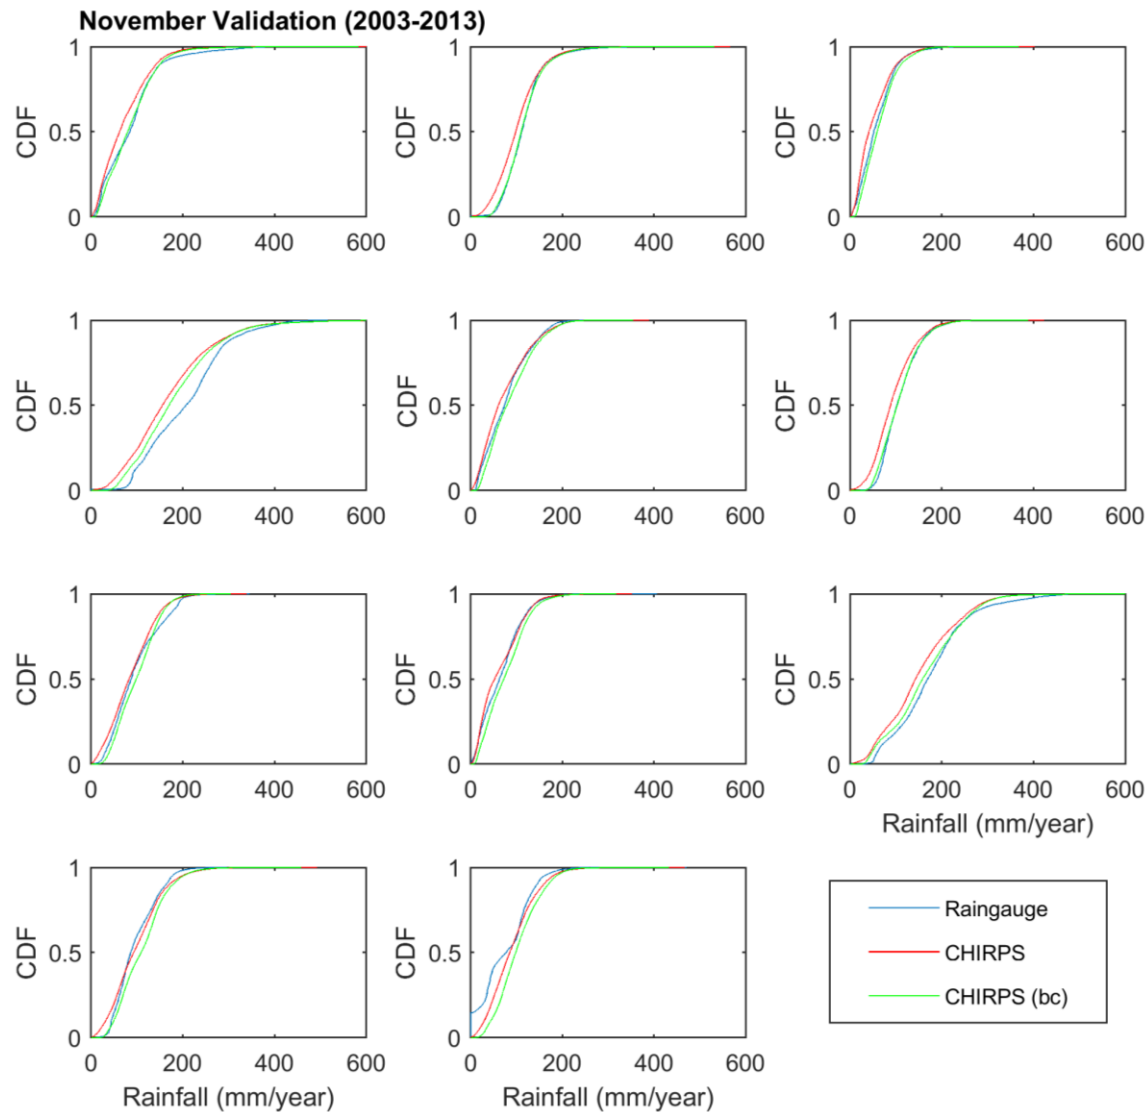 November Validation (2003-2013)
1 1 1
CDF 0.5 CDF 0.5 CDF 0.5
0 0 0
0 200 400 600 0 200 400 600 0 200 400 600
1 1 1
CDF 0.5 CDF 0.5 CDF 0.5
0 0 0
0 200 400 600 0 200 400 600 0 200 400 600
1 1 1
CDF 0.5 CDF 0.5 CDF 0.5
0 0 0
0 200 400 600 0 200 400 600 0 200 400 600
Rainfall (mm/year)
1 1
Raingauge
CDF 0.5 CDF 0.5 CHIRPS
CHIRPS (bc)
0 0
0 200 400 600 0 200 400 600
Rainfall (mm/year) Rainfall (mm/year)